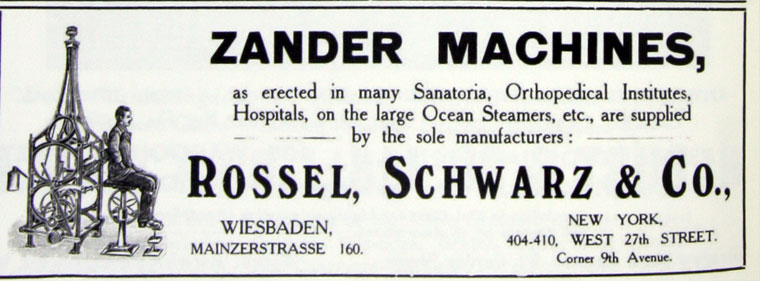 ZANDER MACHINES,
as erected in many Sanatoria, Orthopedical Institutes,
Hospitals, on the large Ocean Steamers, etc., are supplied
by the sole manufacturers :
ROSSEL, SCHWARZ & Co.,
WIESBADEN,
MAINZERSTRASSE 160.
NEW YORK,
404-410, WEST 27th STREET.
Corner 9th Avenue.